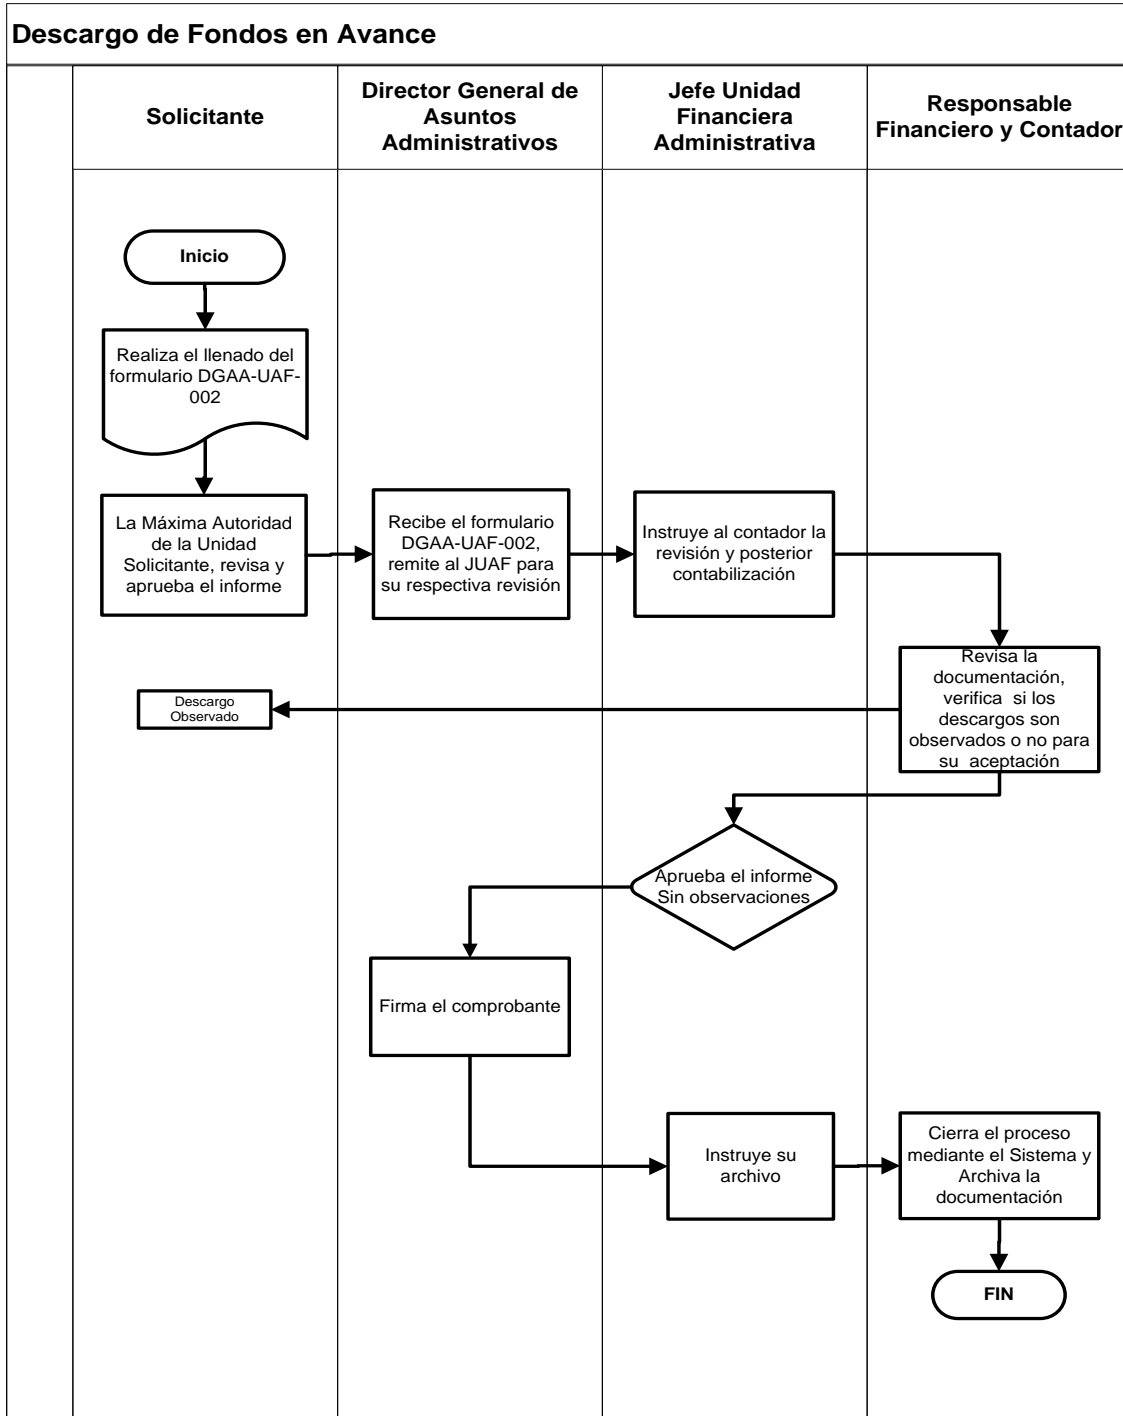 Descargo de Fondos en Avance
Solicitante
Director General de
Asuntos
Administrativos
Jefe Unidad
Financiera
Administrativa
Responsable
Financiero y Contador
Inicio
Realiza el llenado del
formulario DGAA-UAF-
002
La Máxima Autoridad
de la Unidad
Solicitante, revisa y
aprueba el informe
Recibe el formulario
DGAA-UAF-002,
remite al JUAF para
su respectiva revisión
Instruye al contador la
revisión y posterior
contabilización
Revisa la
documentación,
verifica si los
descargos son
observados o no para
su aceptación
Descargo
Observado
Aprueba el informe
Sin observaciones
Firma el comprobante
Instruye su
archivo
Cierra el proceso
mediante el Sistema y
Archiva la
documentación
FIN